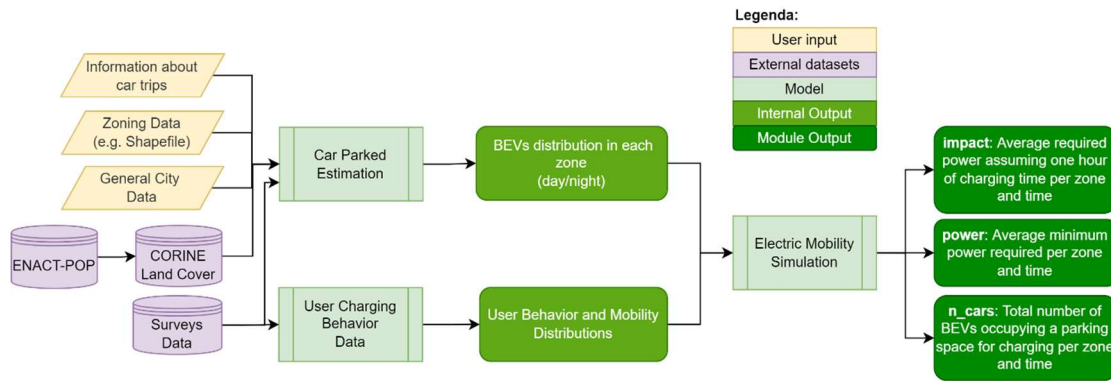 Legenda:
User input
External datasets
Model
Internal Output
Module Output
Information about
car trips
Zoning Data
(e.g. Shapefile)
General City
Data
ENACT-POP
CORINE
Land Cover
Surveys
Data
Car Parked
Estimation
User Charging
Behavior
Data
BEVs distribution in each
zone
(day/night)
User Behavior and Mobility
Distributions
Electric Mobility
Simulation
impact: Average required
power assuming one hour
of charging time per zone
and time
power: Average minimum
power required per zone
and time
n_cars: Total number of
BEVs occupying a parking
space for charging per zone
and time